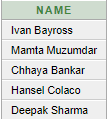 NAME
Ivan Bayross
Mamta Muzumdar
Chhaya Bankar
Hansel Colaco
Deepak Sharma